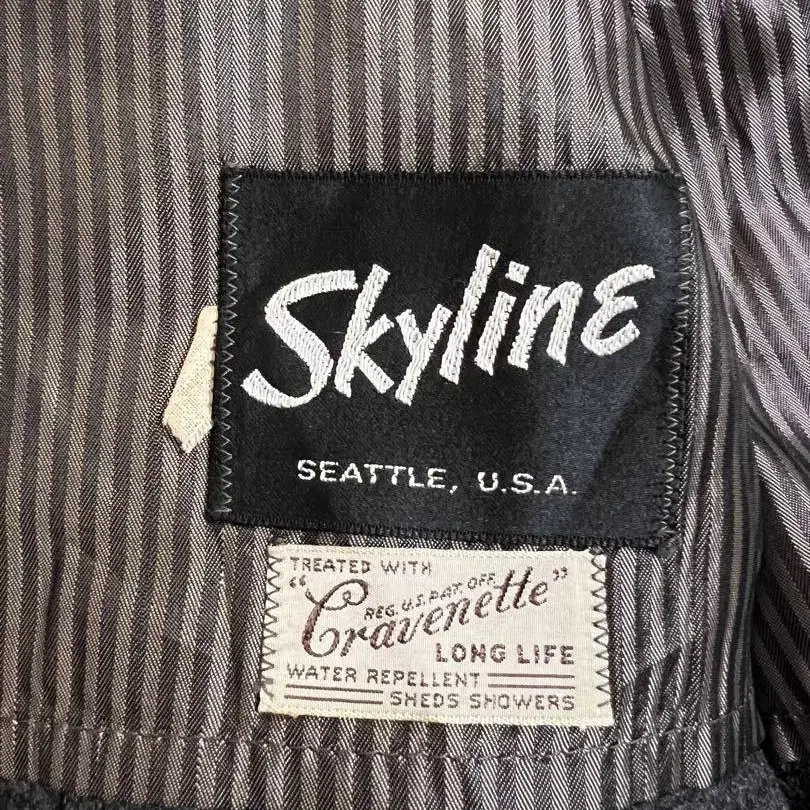 Skyline
SEATTLE, U.S.A.
TREATED WITH
"Cravenette"
REG. U.S. PAT. OFF.
LONG LIFE
WATER REPELLENT
SHEDS SHOWERS